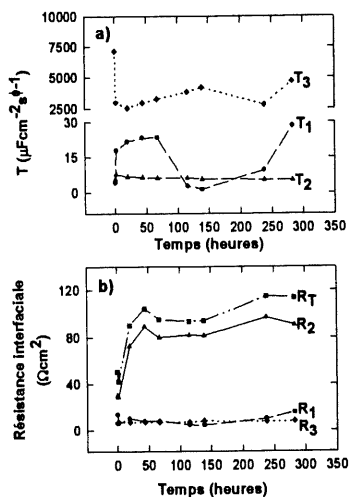 a)
10000
7500
5000
2500
30
15
0
T (µFcm⁻²s^ϕ-1)
T3
T1
T2
0 50 100 150 200 250 300
Temps (heures)
b)
120
80
40
0
Résistance interfaciale
(Ωcm²)
RT
R2
R1
R3
0 50 100 150 200 250 300
Temps (heures)